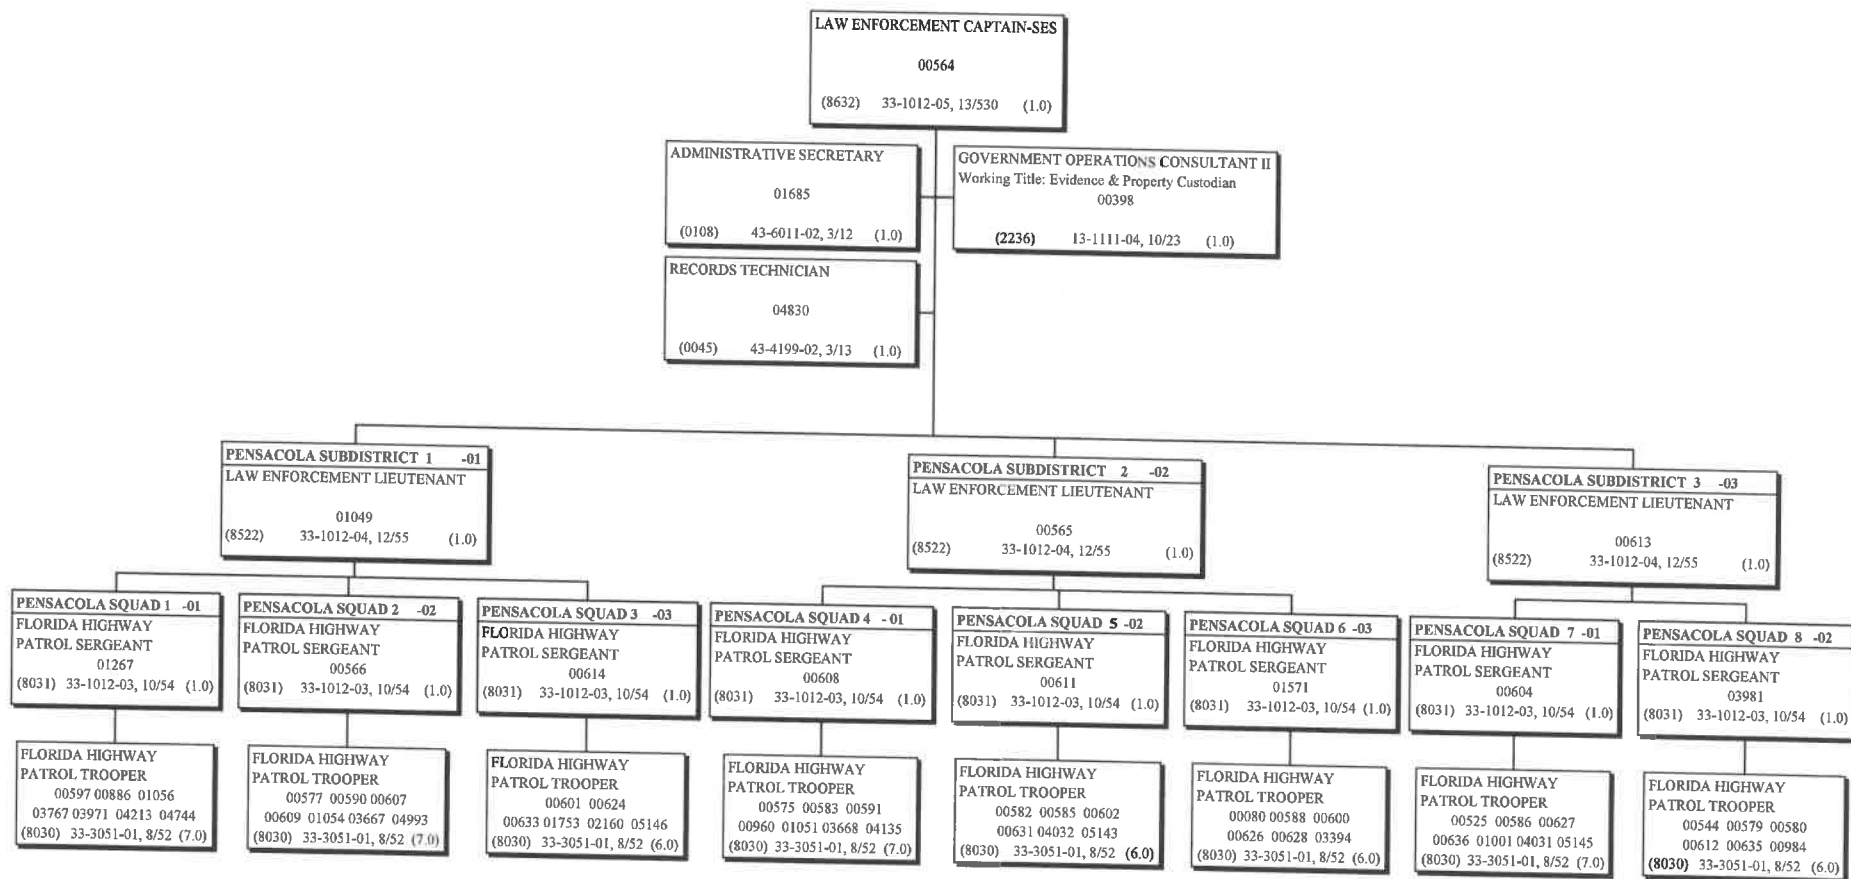 LAW ENFORCEMENT CAPTAIN-SES
00564
(8632) 33-1012-05, 13/530 (1.0)
ADMINISTRATIVE SECRETARY
01685
(0108) 43-6011-02, 3/12 (1.0)
GOVERNMENT OPERATIONS CONSULTANT II
Working Title: Evidence & Property Custodian
00398
(2236) 13-1111-04, 10/23 (1.0)
RECORDS TECHNICIAN
04830
(0045) 43-4199-02, 3/13 (1.0)
PENSACOLA SUBDISTRICT 1 -01
LAW ENFORCEMENT LIEUTENANT
01049
(8522) 33-1012-04, 12/55 (1.0)
PENSACOLA SUBDISTRICT 2 -02
LAW ENFORCEMENT LIEUTENANT
00565
(8522) 33-1012-04, 12/55 (1.0)
PENSACOLA SUBDISTRICT 3 -03
LAW ENFORCEMENT LIEUTENANT
00613
(8522) 33-1012-04, 12/55 (1.0)
PENSACOLA SQUAD 1 -01
FLORIDA HIGHWAY
PATROL SERGEANT
01267
(8031) 33-1012-03, 10/54 (1.0)
PENSACOLA SQUAD 2 -02
FLORIDA HIGHWAY
PATROL SERGEANT
00566
(8031) 33-1012-03, 10/54 (1.0)
PENSACOLA SQUAD 3 -03
FLORIDA HIGHWAY
PATROL SERGEANT
00614
(8031) 33-1012-03, 10/54 (1.0)
PENSACOLA SQUAD 4 - 01
FLORIDA HIGHWAY
PATROL SERGEANT
00608
(8031) 33-1012-03, 10/54 (1.0)
PENSACOLA SQUAD 5 -02
FLORIDA HIGHWAY
PATROL SERGEANT
00611
(8031) 33-1012-03, 10/54 (1.0)
PENSACOLA SQUAD 6 -03
FLORIDA HIGHWAY
PATROL SERGEANT
01571
(8031) 33-1012-03, 10/54 (1.0)
PENSACOLA SQUAD 7 -01
FLORIDA HIGHWAY
PATROL SERGEANT
00604
(8031) 33-1012-03, 10/54 (1.0)
PENSACOLA SQUAD 8 -02
FLORIDA HIGHWAY
PATROL SERGEANT
03981
(8031) 33-1012-03, 10/54 (1.0)
FLORIDA HIGHWAY
PATROL TROOPER
00597 00886 01056
03767 03971 04213 04744
(8030) 33-3051-01, 8/52 (7.0)
FLORIDA HIGHWAY
PATROL TROOPER
00577 00590 00607
00609 01054 03667 04993
(8030) 33-3051-01, 8/52 (7.0)
FLORIDA HIGHWAY
PATROL TROOPER
00601 00624
00633 01753 02160 05146
(8030) 33-3051-01, 8/52 (6.0)
FLORIDA HIGHWAY
PATROL TROOPER
00575 00583 00591
00960 01051 03668 04135
(8030) 33-3051-01, 8/52 (7.0)
FLORIDA HIGHWAY
PATROL TROOPER
00582 00585 00602
00631 04032 05143
(8030) 33-3051-01, 8/52 (6.0)
FLORIDA HIGHWAY
PATROL TROOPER
00080 00588 00600
00626 00628 03394
(8030) 33-3051-01, 8/52 (6.0)
FLORIDA HIGHWAY
PATROL TROOPER
00525 00586 00627
00636 01001 04031 05145
(8030) 33-3051-01, 8/52 (7.0)
FLORIDA HIGHWAY
PATROL TROOPER
00544 00579 00580
00612 00635 00984
(8030) 33-3051-01, 8/52 (6.0)